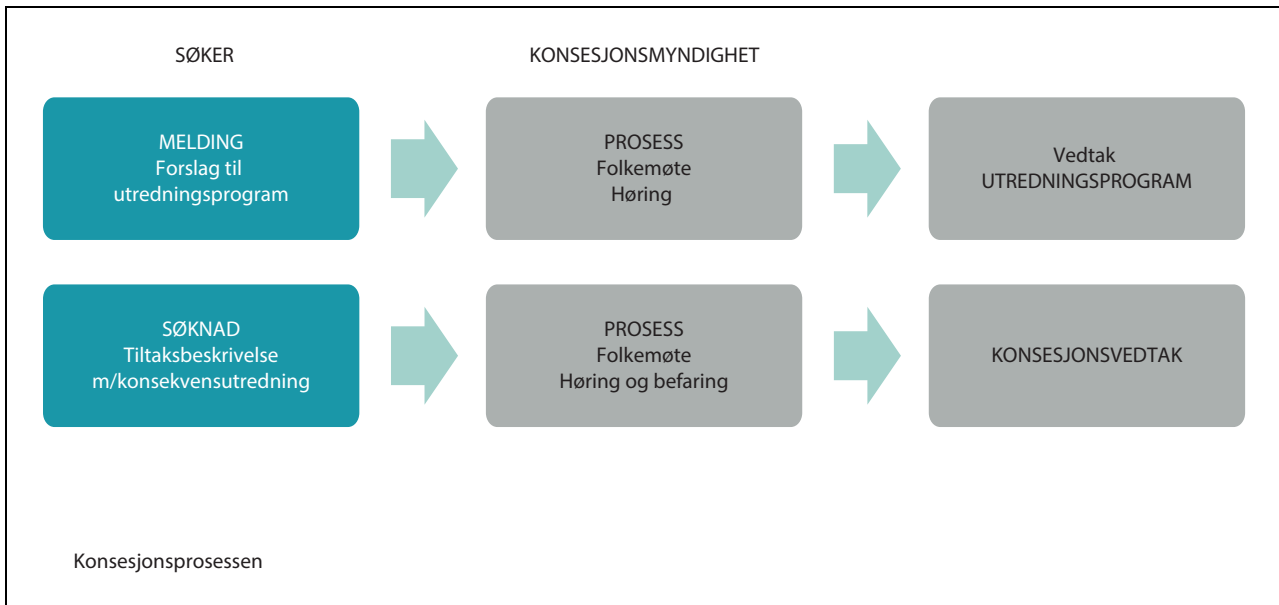 SØKER
KONSESJONSMYNDIGHET
MELDING
Forslag til
utredningsprogram
PROSESS
Folkemøte
Høring
Vedtak
UTREDNINGSPROGRAM
SØKNAD
Tiltaksbeskrivelse
m/konsekvensutredning
PROSESS
Folkemøte
Høring og befaring
KONSESJONSVEDTAK
Konsesjonsprosessen